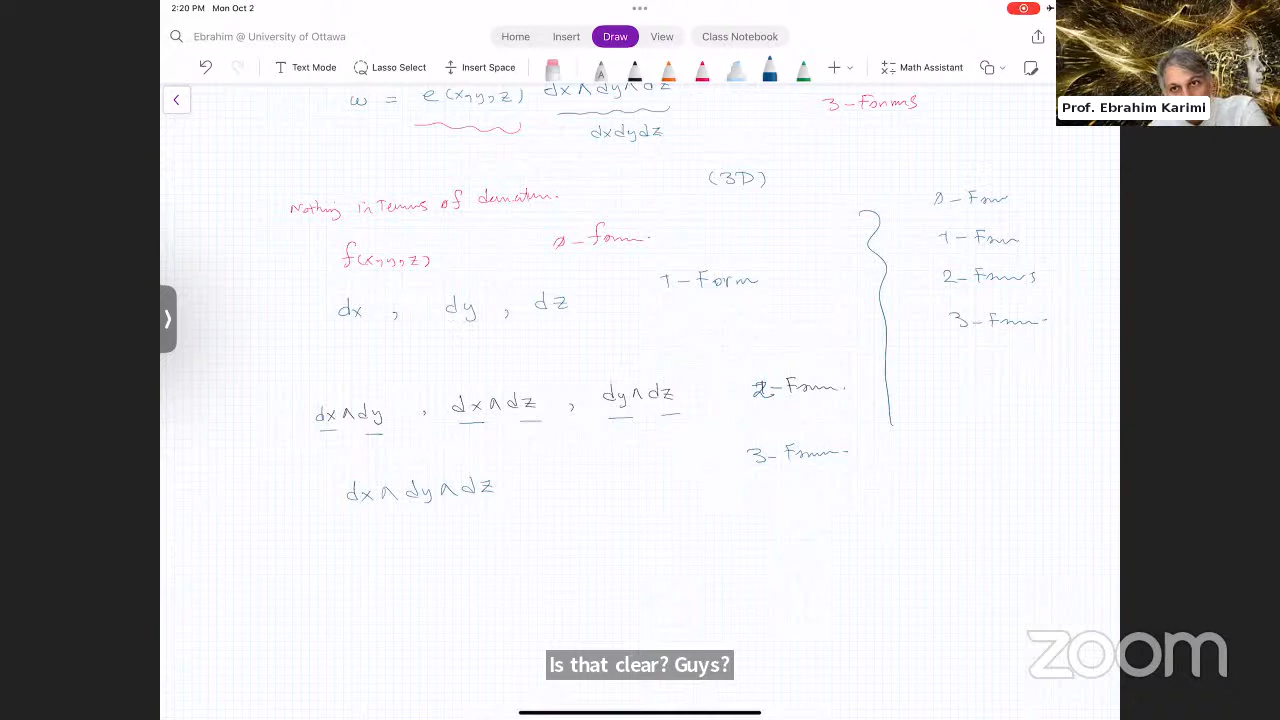 2:20 PM Mon Oct 2
Ebrahim @ University of Ottawa
Home Insert Draw View Class Notebook
Text Mode Lasso Select Insert Space Math Assistant
Prof. Ebrahim Karimi
ω = e(x,y,z) dx∧dy∧dz 3-Forms
dxdydz
(3D)
Nothing in Terms of
f(x,y,z) 0-form
dx , dy , dz 1-Form
dx∧dy , dx∧dz , dy∧dz 2-Form.
dx∧dy∧dz 3-Form.
0-Form
1-Form
2-Forms
3-Form.
Is that clear? Guys?
zoom